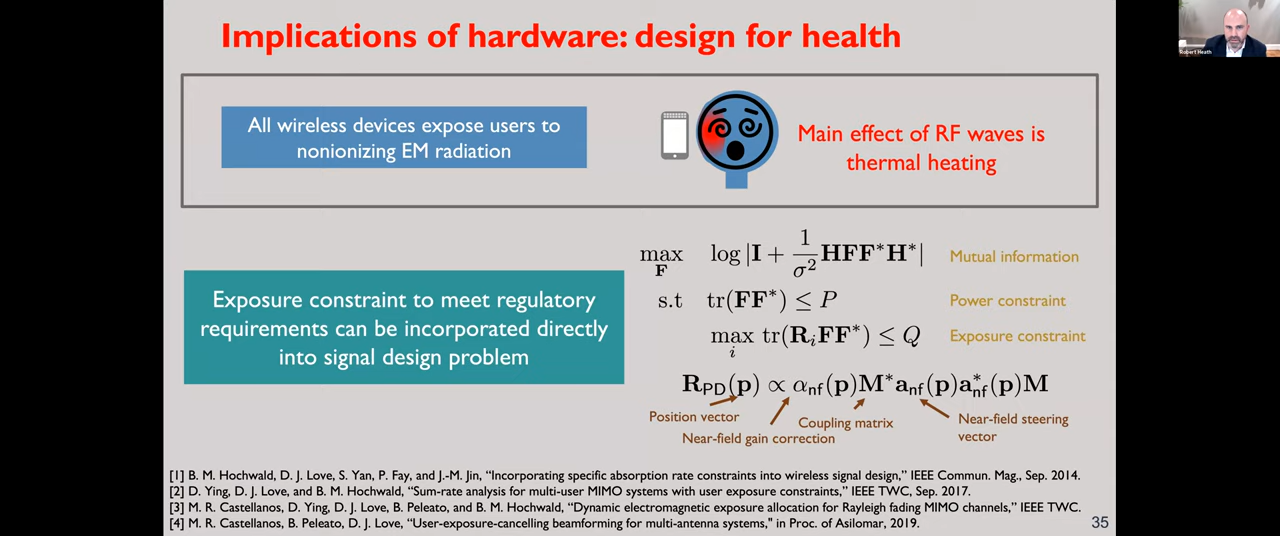 Implications of hardware: design for health
Robert Heath
All wireless devices expose users to
nonionizing EM radiation
Main effect of RF waves is
thermal heating
Exposure constraint to meet regulatory
requirements can be incorporated directly
into signal design problem
max_F log|I + 1/σ² HFF*H*| Mutual information
s.t tr(FF*) ≤ P Power constraint
max_i tr(R_iFF*) ≤ Q Exposure constraint
R_PD(p) ∝ α_nf(p)M*a_nf(p)a*_nf(p)M
Position vector
Near-field gain correction
Coupling matrix
Near-field steering
vector
[1] B. M. Hochwald, D. J. Love, S. Yan, P. Fay, and J.-M. Jin, “Incorporating specific absorption rate constraints into wireless signal design,” IEEE Commun. Mag., Sep. 2014.
[2] D. Ying, D. J. Love, and B. M. Hochwald, “Sum-rate analysis for multi-user MIMO systems with user exposure constraints,” IEEE TWC, Sep. 2017.
[3] M. R. Castellanos, D. Ying, D. J. Love, B. Peleato, and B. M. Hochwald, “Dynamic electromagnetic exposure allocation for Rayleigh fading MIMO channels,” IEEE TWC.
[4] M. R. Castellanos, B. Peleato, D. J. Love, “User-exposure-cancelling beamforming for multi-antenna systems," in Proc. of Asilomar, 2019.
35